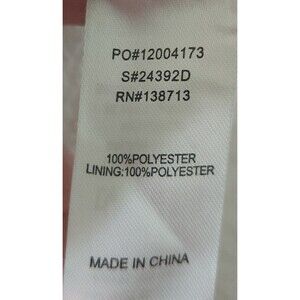 PO#12004173
S#24392D
RN#138713
100%POLYESTER
LINING:100%POLYESTER
MADE IN CHINA